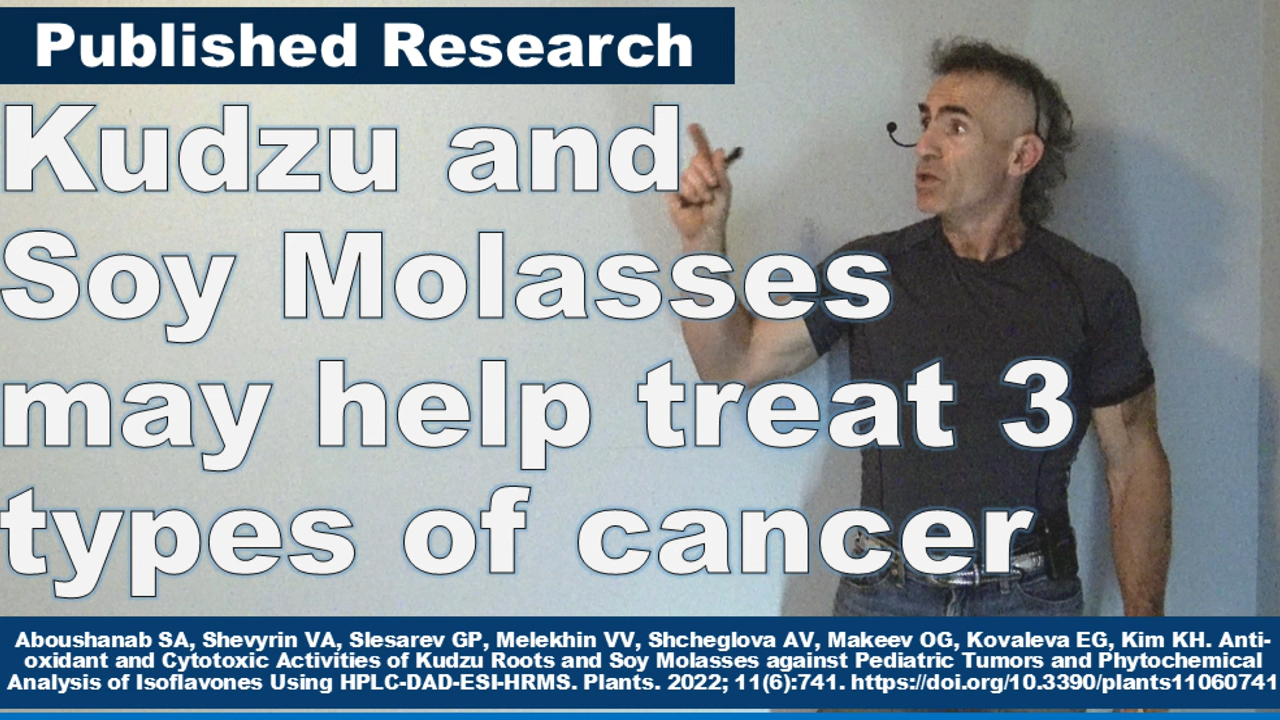 Published Research
Kudzu and
Soy Molasses
may help treat 3
types of cancer
Aboushanab SA, Shevyrin VA, Slesarev GP, Melekhin VV, Shcheglova AV, Makeev OG, Kovaleva EG, Kim KH. Anti-
oxidant and Cytotoxic Activities of Kudzu Roots and Soy Molasses against Pediatric Tumors and Phytochemical
Analysis of Isoflavones Using HPLC-DAD-ESI-HRMS. Plants. 2022; 11(6):741. https://doi.org/10.3390/plants11060741